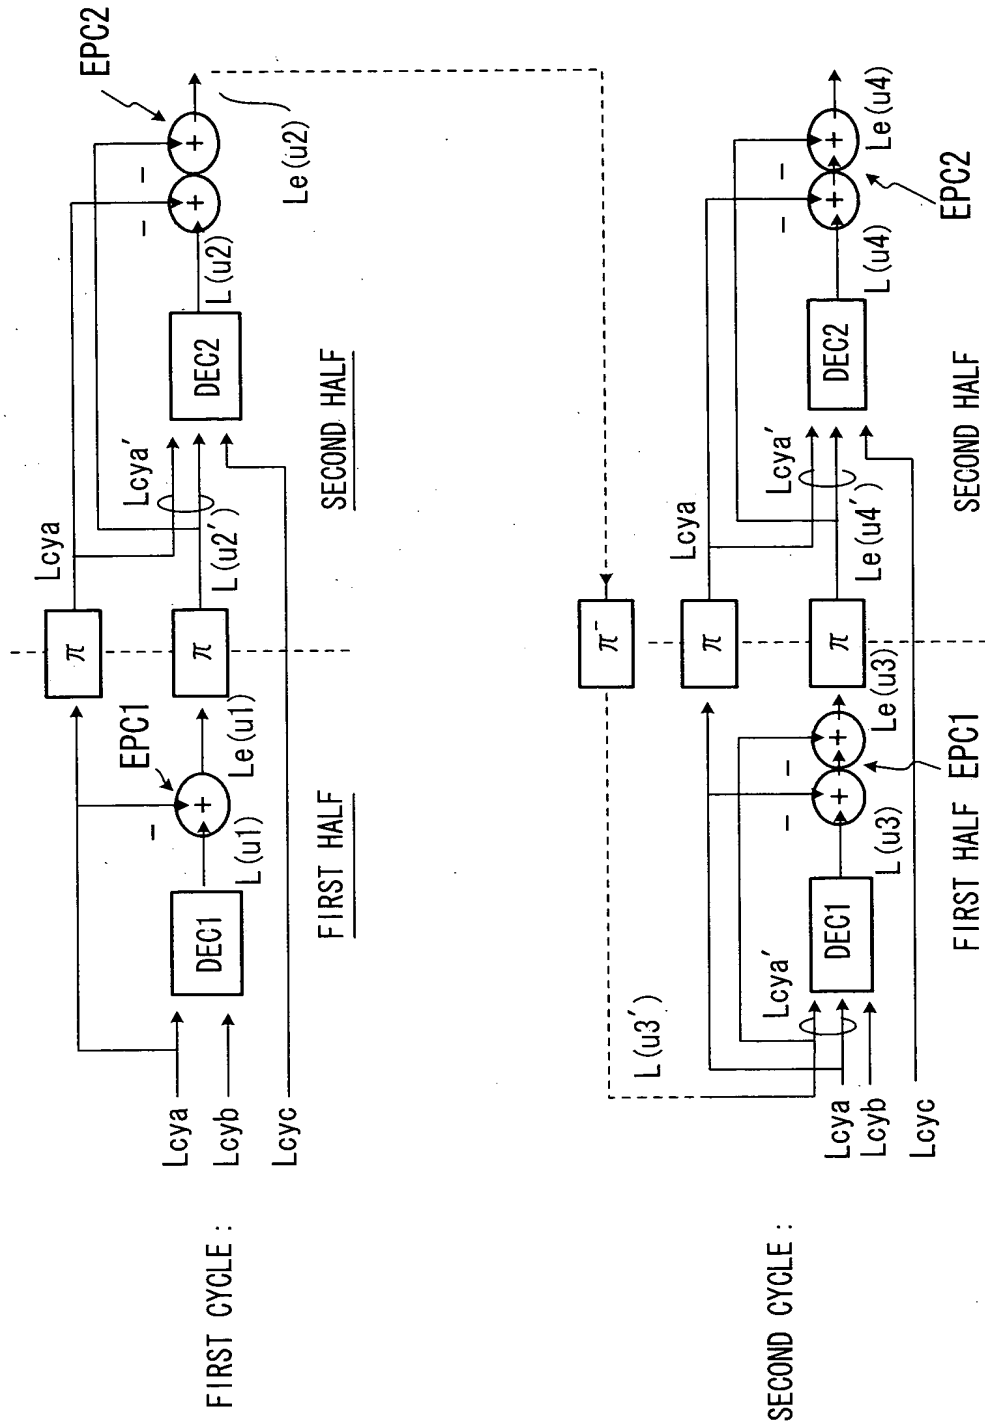 FIRST CYCLE:
Lcya
Lcyb
Lcyc
DEC1
L(u1)
EPC1
−
+
Le(u1)
π
π
Lcya
Lcya′
L(u2′)
DEC2
L(u2)
−
−
+
+
EPC2
Le(u2)
FIRST HALF
SECOND HALF
SECOND CYCLE:
π⁻
L(u3′)
Lcya
Lcyb
Lcyc
Lcya′
DEC1
L(u3)
−
−
+
+
EPC1
Le(u3)
π
π
Lcya
Lcya′
Le(u4′)
DEC2
L(u4)
−
−
+
+
EPC2
Le(u4)
FIRST HALF
SECOND HALF